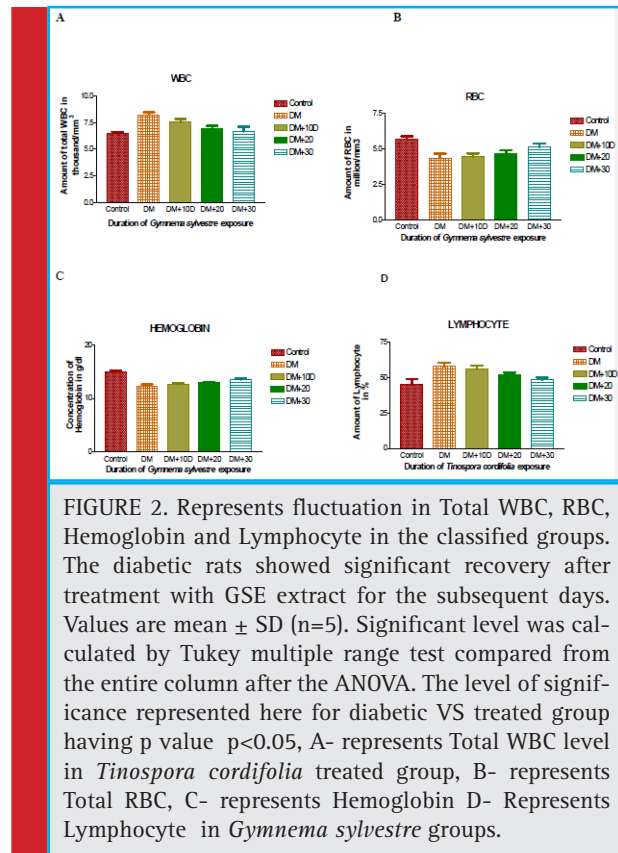 A
B
WBC
Amount of total WBC in
thousand/mm³
10.0
7.5
5.0
2.5
0.0
Control
DM
DM+10D
DM+20
DM+30
Control DM DM+10D DM+20 DM+30
Duration of Gymnema sylvestre exposure
RBC
Amount of RBC in
million/mm3
7.5
5.0
2.5
0.0
Control
DM
DM+10D
DM+20
DM+30
Control DM DM+10D DM+20 DM+30
Duration of Gymnema sylvestre exposure
C
D
HEMOGLOBIN
Concentration of
Hemoglobin in g/dl
20
10
0
Control
DM
DM+10D
DM+20
DM+30
Control DM DM+10D DM+20 DM+30
Duration of Gymnema sylvestre exposure
LYMPHOCYTE
Amount of Lymphocyte
in %
75
50
25
0
Control
DM
DM+10D
DM+20
DM+30
Control DM DM+10D DM+20 DM+30
Duration of Tinospora cordifolia exposure
FIGURE 2. Represents fluctuation in Total WBC, RBC,
Hemoglobin and Lymphocyte in the classified groups.
The diabetic rats showed significant recovery after
treatment with GSE extract for the subsequent days.
Values are mean ± SD (n=5). Significant level was cal-
culated by Tukey multiple range test compared from
the entire column after the ANOVA. The level of signif-
icance represented here for diabetic VS treated group
having p value p<0.05, A- represents Total WBC level
in Tinospora cordifolia treated group, B- represents
Total RBC, C- represents Hemoglobin D- Represents
Lymphocyte in Gymnema sylvestre groups.